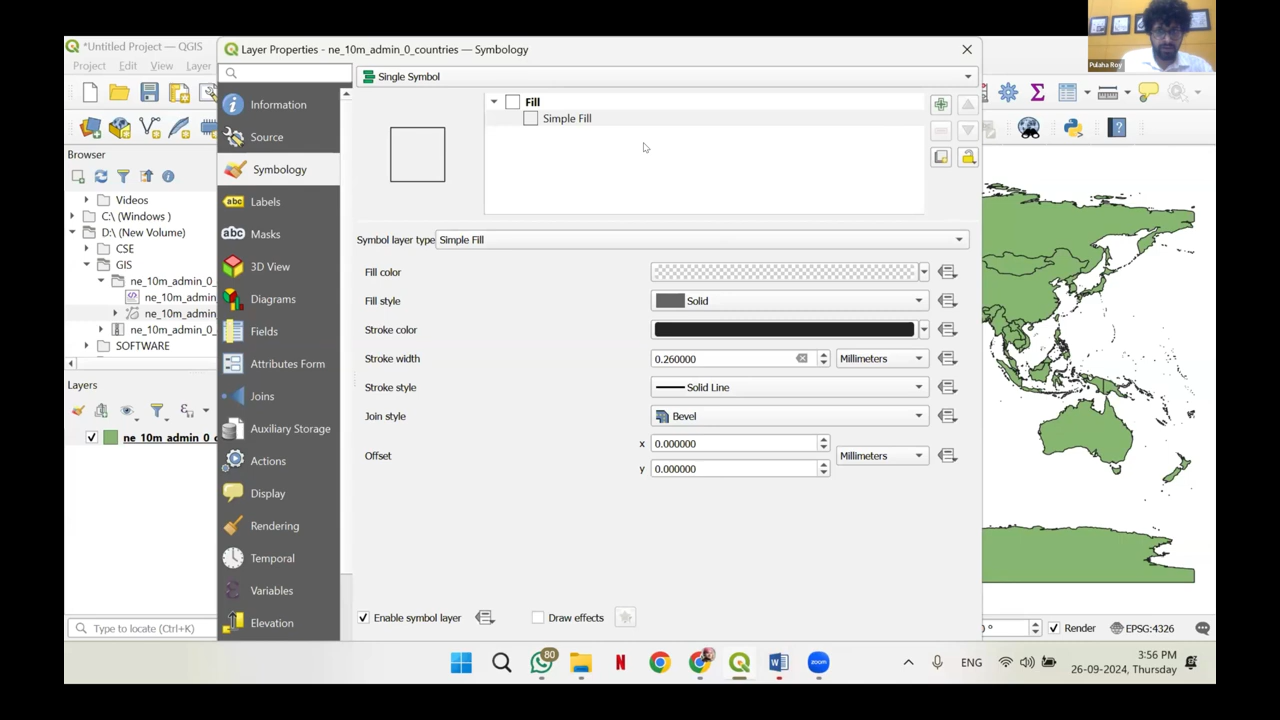 *Untitled Project — QGIS
Layer Properties - ne_10m_admin_0_countries — Symbology
Pulaha Roy
Project Edit View Layer
Single Symbol
Information
Source
Symbology
Labels
Masks
3D View
Diagrams
Fields
Attributes Form
Joins
Auxiliary Storage
Actions
Display
Rendering
Temporal
Variables
Elevation
Fill
Simple Fill
Symbol layer type Simple Fill
Fill color
Fill style Solid
Stroke color
Stroke width 0.260000 Millimeters
Stroke style Solid Line
Join style Bevel
x 0.000000
Offset Millimeters
y 0.000000
Enable symbol layer Draw effects
Browser
Videos
C:\ (Windows )
D:\ (New Volume)
CSE
GIS
ne_10m_admin_0_
ne_10m_admin
ne_10m_admin
ne_10m_admin_0_
SOFTWARE
Layers
ne_10m_admin_0_c
Type to locate (Ctrl+K)
0 °
Render
EPSG:4326
80
W
zoom
ENG
3:56 PM
26-09-2024, Thursday